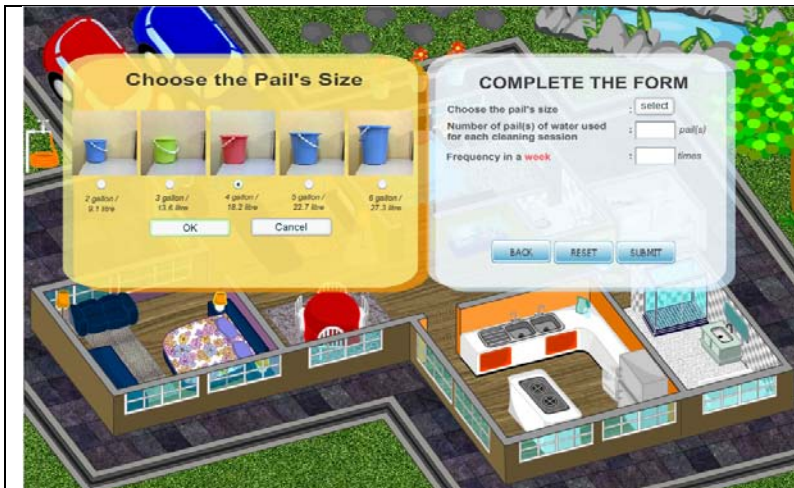 Choose the Pail's Size
2 gallon /
9.1 litre
3 gallon /
13.6 litre
4 gallon /
18.2 litre
5 gallon /
22.7 litre
6 gallon /
27.3 litre
OK
Cancel
COMPLETE THE FORM
Choose the pail's size : select
Number of pail(s) of water used
for each cleaning session : pail(s)
Frequency in a week : times
BACK RESET SUBMIT